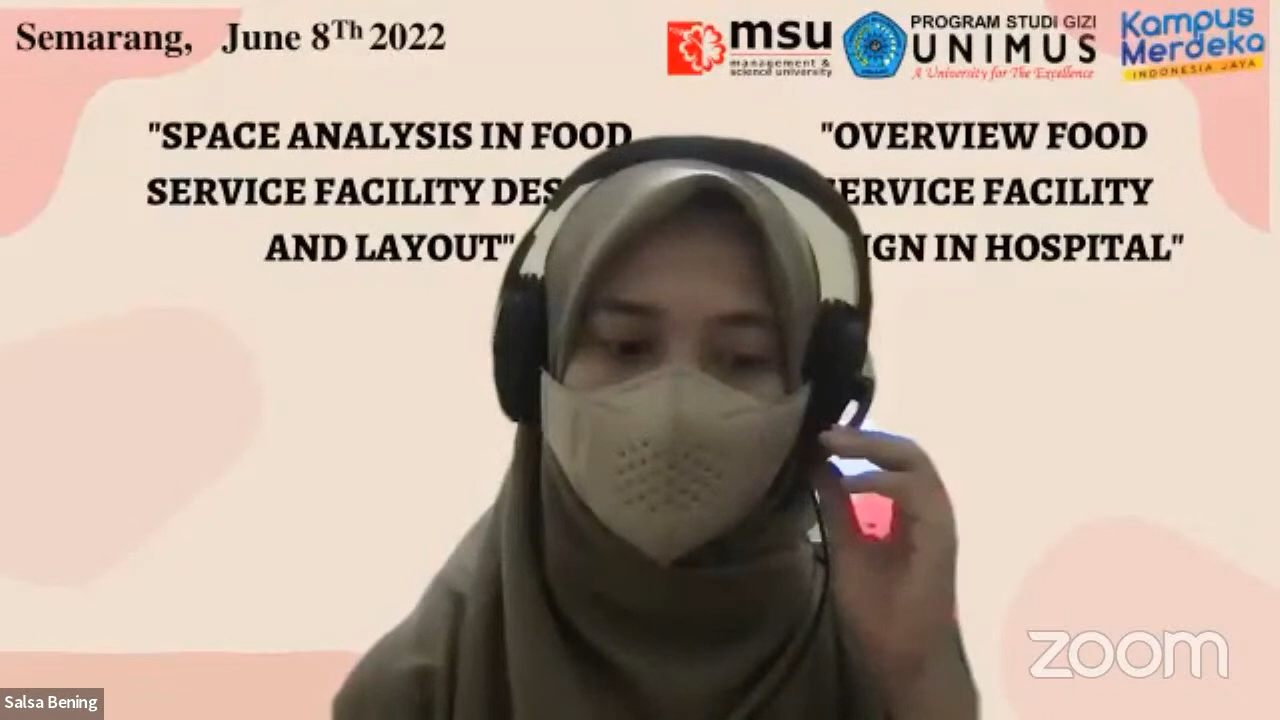 Semarang, June 8Th 2022
msu
management &
science university
PROGRAM STUDI GIZI
UNIMUS
A University for The Excellence
Kampus
Merdeka
INDONESIA JAYA
"SPACE ANALYSIS IN FOOD
SERVICE FACILITY DES
AND LAYOUT"
"OVERVIEW FOOD
SERVICE FACILITY
IGN IN HOSPITAL"
zoom
Salsa Bening